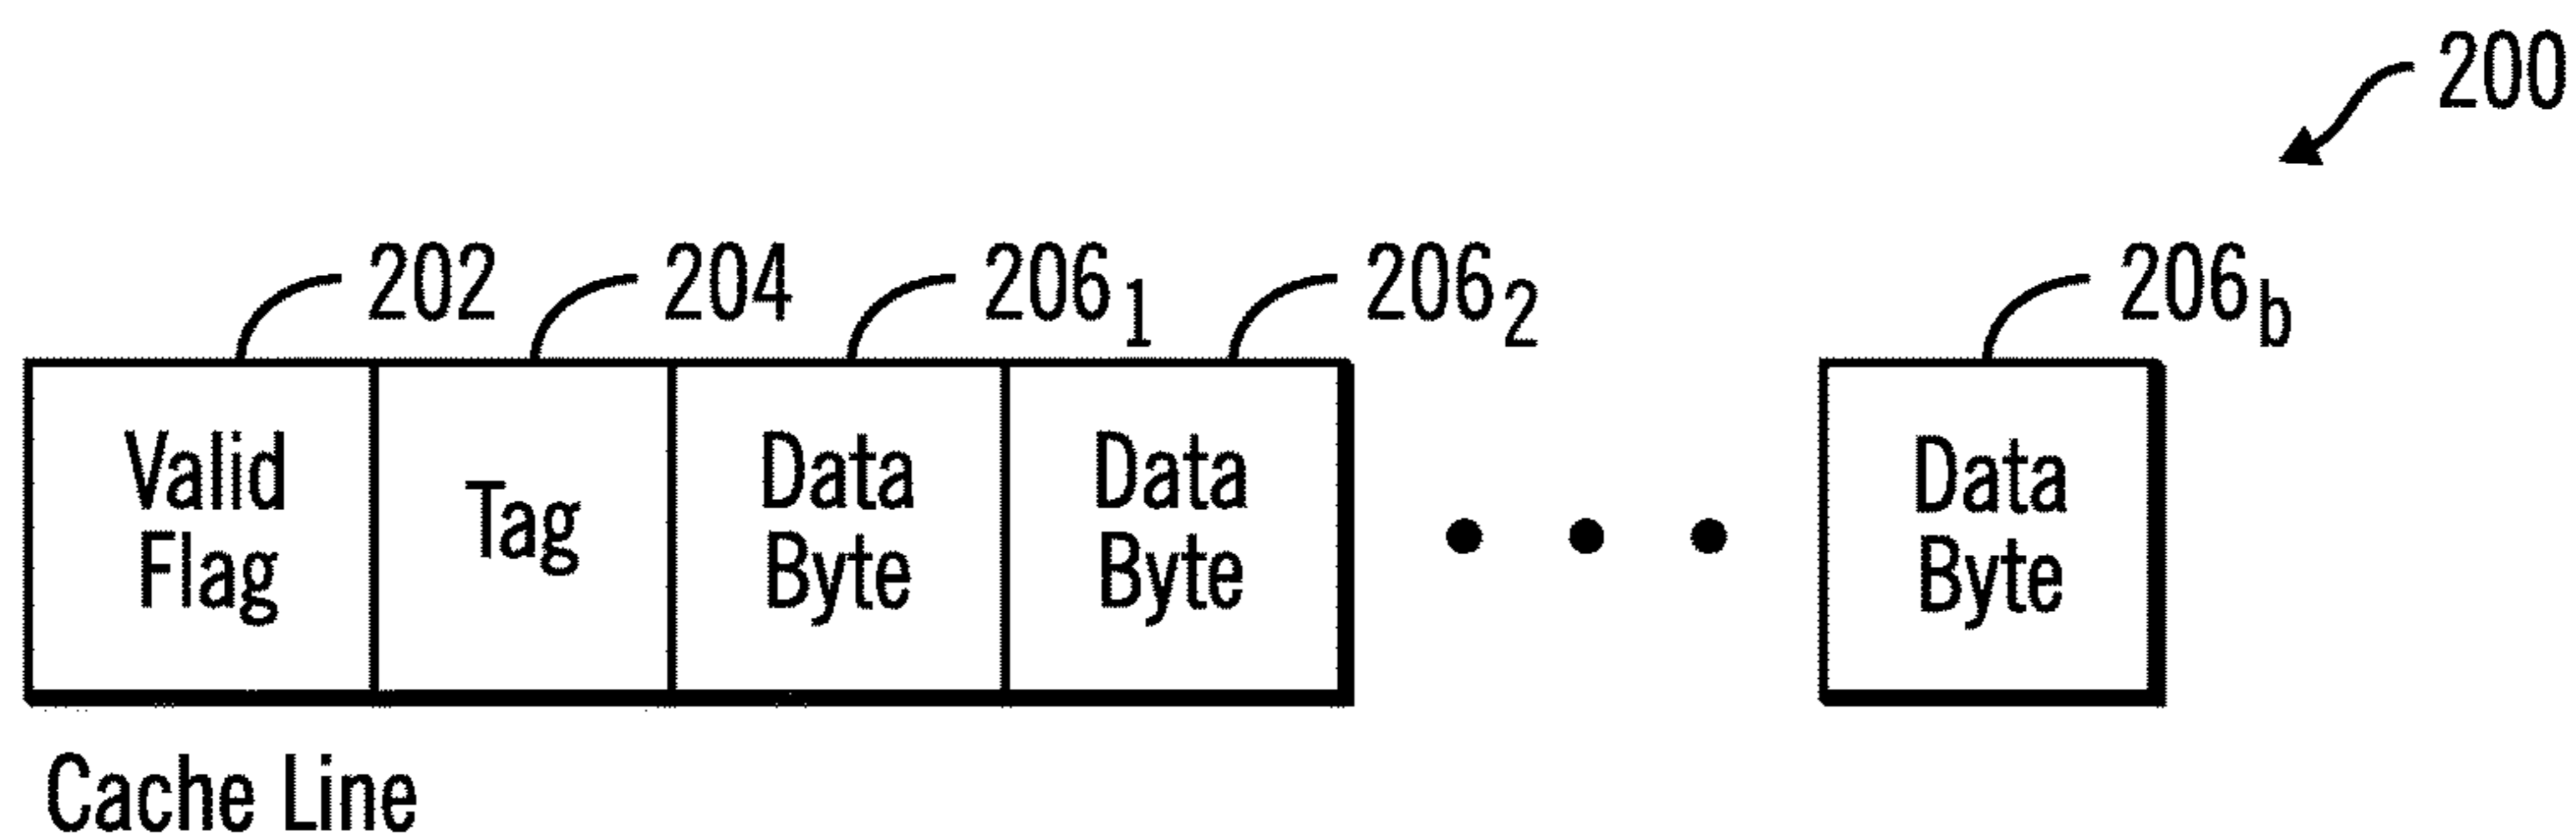 200
202 204 206₁ 206₂ 206b
Valid Flag
Tag
Data Byte
Data Byte
Data Byte
Cache Line